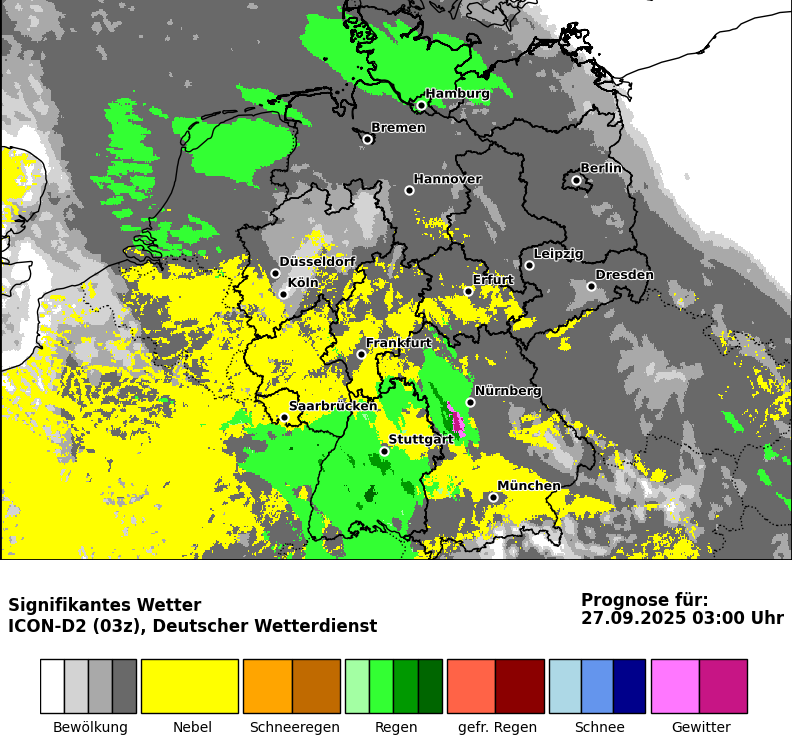 Hamburg
Bremen
Berlin
Hannover
Düsseldorf
Leipzig
Köln
Erfurt
Dresden
Frankfurt
Nürnberg
Saarbrücken
Stuttgart
München
Signifikantes Wetter
ICON-D2 (03z), Deutscher Wetterdienst
Prognose für:
27.09.2025 03:00 Uhr
Bewölkung
Nebel
Schneeregen
Regen
gefr. Regen
Schnee
Gewitter